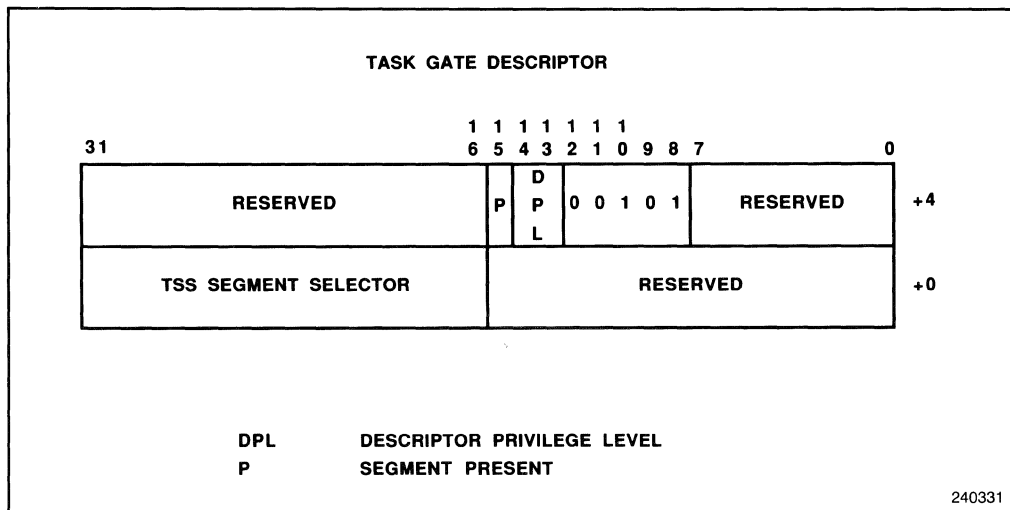 TASK GATE DESCRIPTOR
1 1 1 1 1 1 1
31 6 5 4 3 2 1 0 9 8 7 0
RESERVED P DPL 0 0 1 0 1 RESERVED +4
TSS SEGMENT SELECTOR RESERVED +0
DPL DESCRIPTOR PRIVILEGE LEVEL
P SEGMENT PRESENT
240331